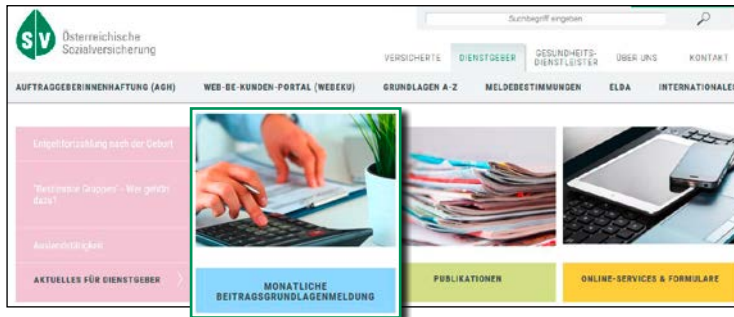 SV
Österreichische
Sozialversicherung
Suchbegriff eingeben
VERSICHERTE
DIENSTGEBER
GESUNDHEITS-
DIENSTLEISTER
ÜBER UNS
KONTAKT
AUFTRAGGEBERINNENHAFTUNG (AGH)
WEB-BE-KUNDEN-PORTAL (WEBEKU)
GRUNDLAGEN A-Z
MELDEBESTIMMUNGEN
ELDA
INTERNATIONALES
Entgeltfortzahlung nach der Geburt
"Bestimmte Gruppen" - Wer gehört
dazu?
AKTUELLES FÜR DIENSTGEBER
MONATLICHE
BEITRAGSGRUNDLAGENMELDUNG
PUBLIKATIONEN
ONLINE-SERVICES & FORMULARE